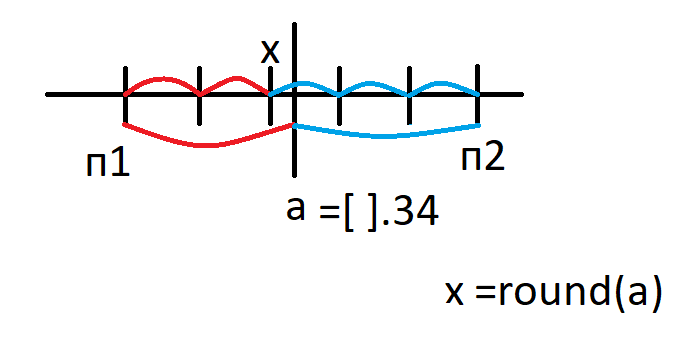 x
п1
п2
a =[ ].34
x =round(a)